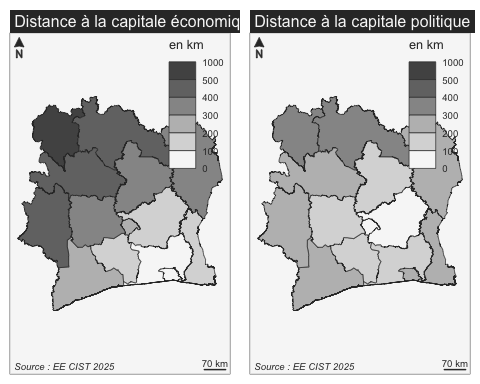 Distance à la capitale économiq
N
en km
1000
500
400
300
200
100
0
Source : EE CIST 2025
70 km
Distance à la capitale politique
N
en km
1000
500
400
300
200
100
0
Source : EE CIST 2025
70 km